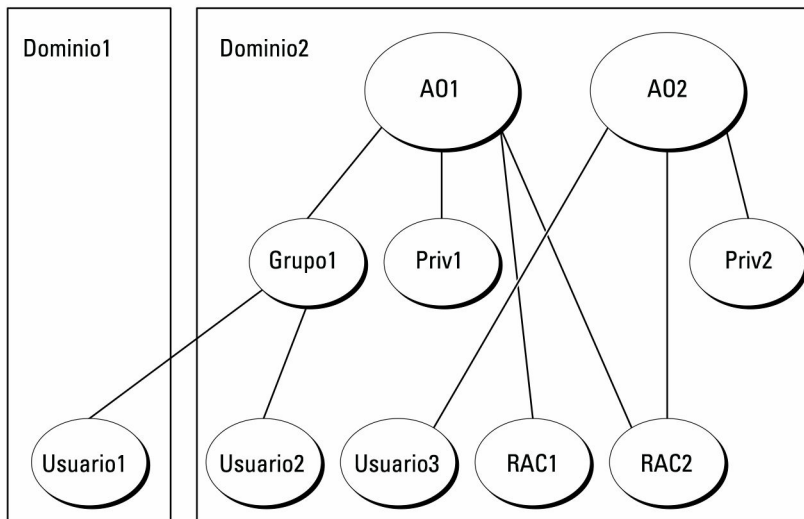 Dominio1
Dominio2
AO1
AO2
Grupo1
Priv1
Priv2
Usuario1
Usuario2
Usuario3
RAC1
RAC2